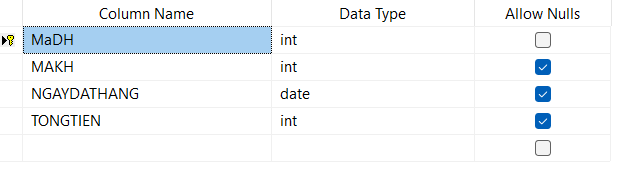 Column Name Data Type Allow Nulls
MaDH int
MAKH int
NGAYDATHANG date
TONGTIEN int